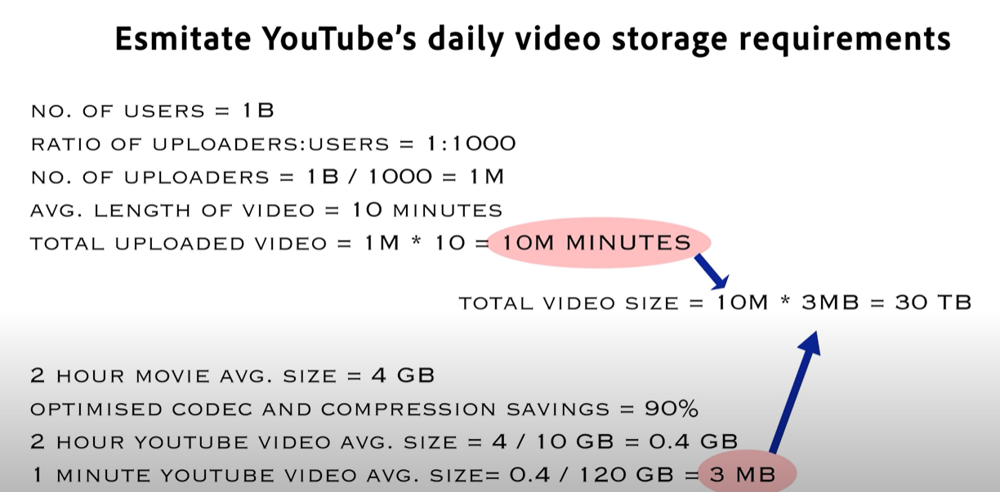 Esmitate YouTube's daily video storage requirements
NO. OF USERS = 1B
RATIO OF UPLOADERS:USERS = 1:1000
NO. OF UPLOADERS = 1B / 1000 = 1M
AVG. LENGTH OF VIDEO = 10 MINUTES
TOTAL UPLOADED VIDEO = 1M * 10 = 10M MINUTES
TOTAL VIDEO SIZE = 10M * 3MB = 30 TB
2 HOUR MOVIE AVG. SIZE = 4 GB
OPTIMISED CODEC AND COMPRESSION SAVINGS = 90%
2 HOUR YOUTUBE VIDEO AVG. SIZE = 4 / 10 GB = 0.4 GB
1 MINUTE YOUTUBE VIDEO AVG. SIZE= 0.4 / 120 GB = 3 MB